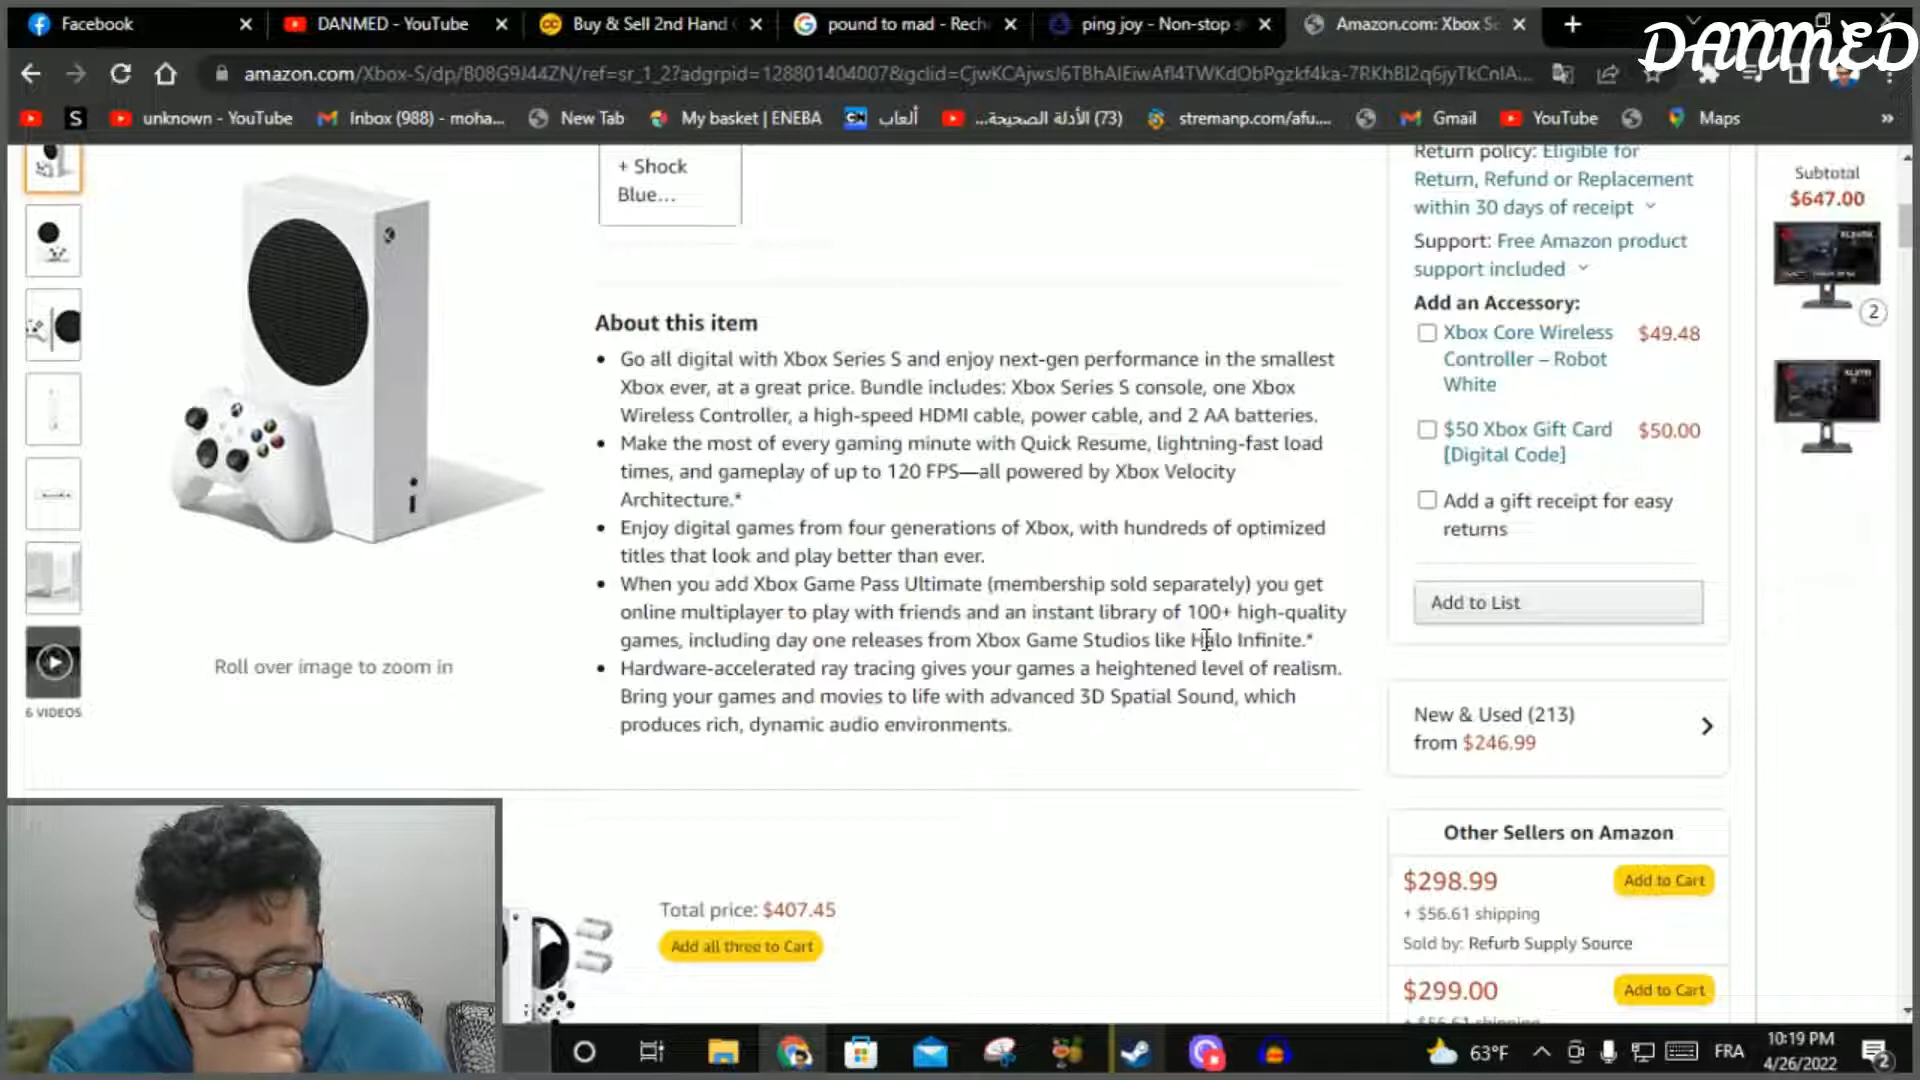 Facebook
DANMED - YouTube
Buy & Sell 2nd Hand
pound to mad - Rech
ping joy - Non-stop
Amazon.com: Xbox S
DANMED
amazon.com/Xbox-S/dp/B08G9J44ZN/ref=sr_1_2?adgrpid=128801404007&gclid=
S
unknown - YouTube
Inbox (988) - moha...
New Tab
My basket | ENEBA
ألعاب
(73) الأدلة الصحيحة...
stremanp.com/afu....
Gmail
YouTube
Maps
»
+ Shock
Blue...
About this item
• Go all digital with Xbox Series S and enjoy next-gen performance in the smallest
Xbox ever, at a great price. Bundle includes: Xbox Series S console, one Xbox
Wireless Controller, a high-speed HDMI cable, power cable, and 2 AA batteries.
• Make the most of every gaming minute with Quick Resume, lightning-fast load
times, and gameplay of up to 120 FPS—all powered by Xbox Velocity
Architecture.*
• Enjoy digital games from four generations of Xbox, with hundreds of optimized
titles that look and play better than ever.
• When you add Xbox Game Pass Ultimate (membership sold separately) you get
online multiplayer to play with friends and an instant library of 100+ high-quality
games, including day one releases from Xbox Game Studios like Halo Infinite.*
• Hardware-accelerated ray tracing gives your games a heightened level of realism.
Bring your games and movies to life with advanced 3D Spatial Sound, which
produces rich, dynamic audio environments.
Roll over image to zoom in
6 VIDEOS
Total price: $407.45
Add all three to Cart
Return policy: Eligible for
Return, Refund or Replacement
within 30 days of receipt
Support: Free Amazon product
support included
Add an Accessory:
Xbox Core Wireless
Controller – Robot
White
$49.48
$50 Xbox Gift Card
[Digital Code]
$50.00
Add a gift receipt for easy
returns
Add to List
New & Used (213)
from $246.99
Other Sellers on Amazon
$298.99
Add to Cart
+ $56.61 shipping
Sold by: Refurb Supply Source
$299.00
Add to Cart
Subtotal
$647.00
2
63°F
FRA
10:19 PM
4/26/2022
2